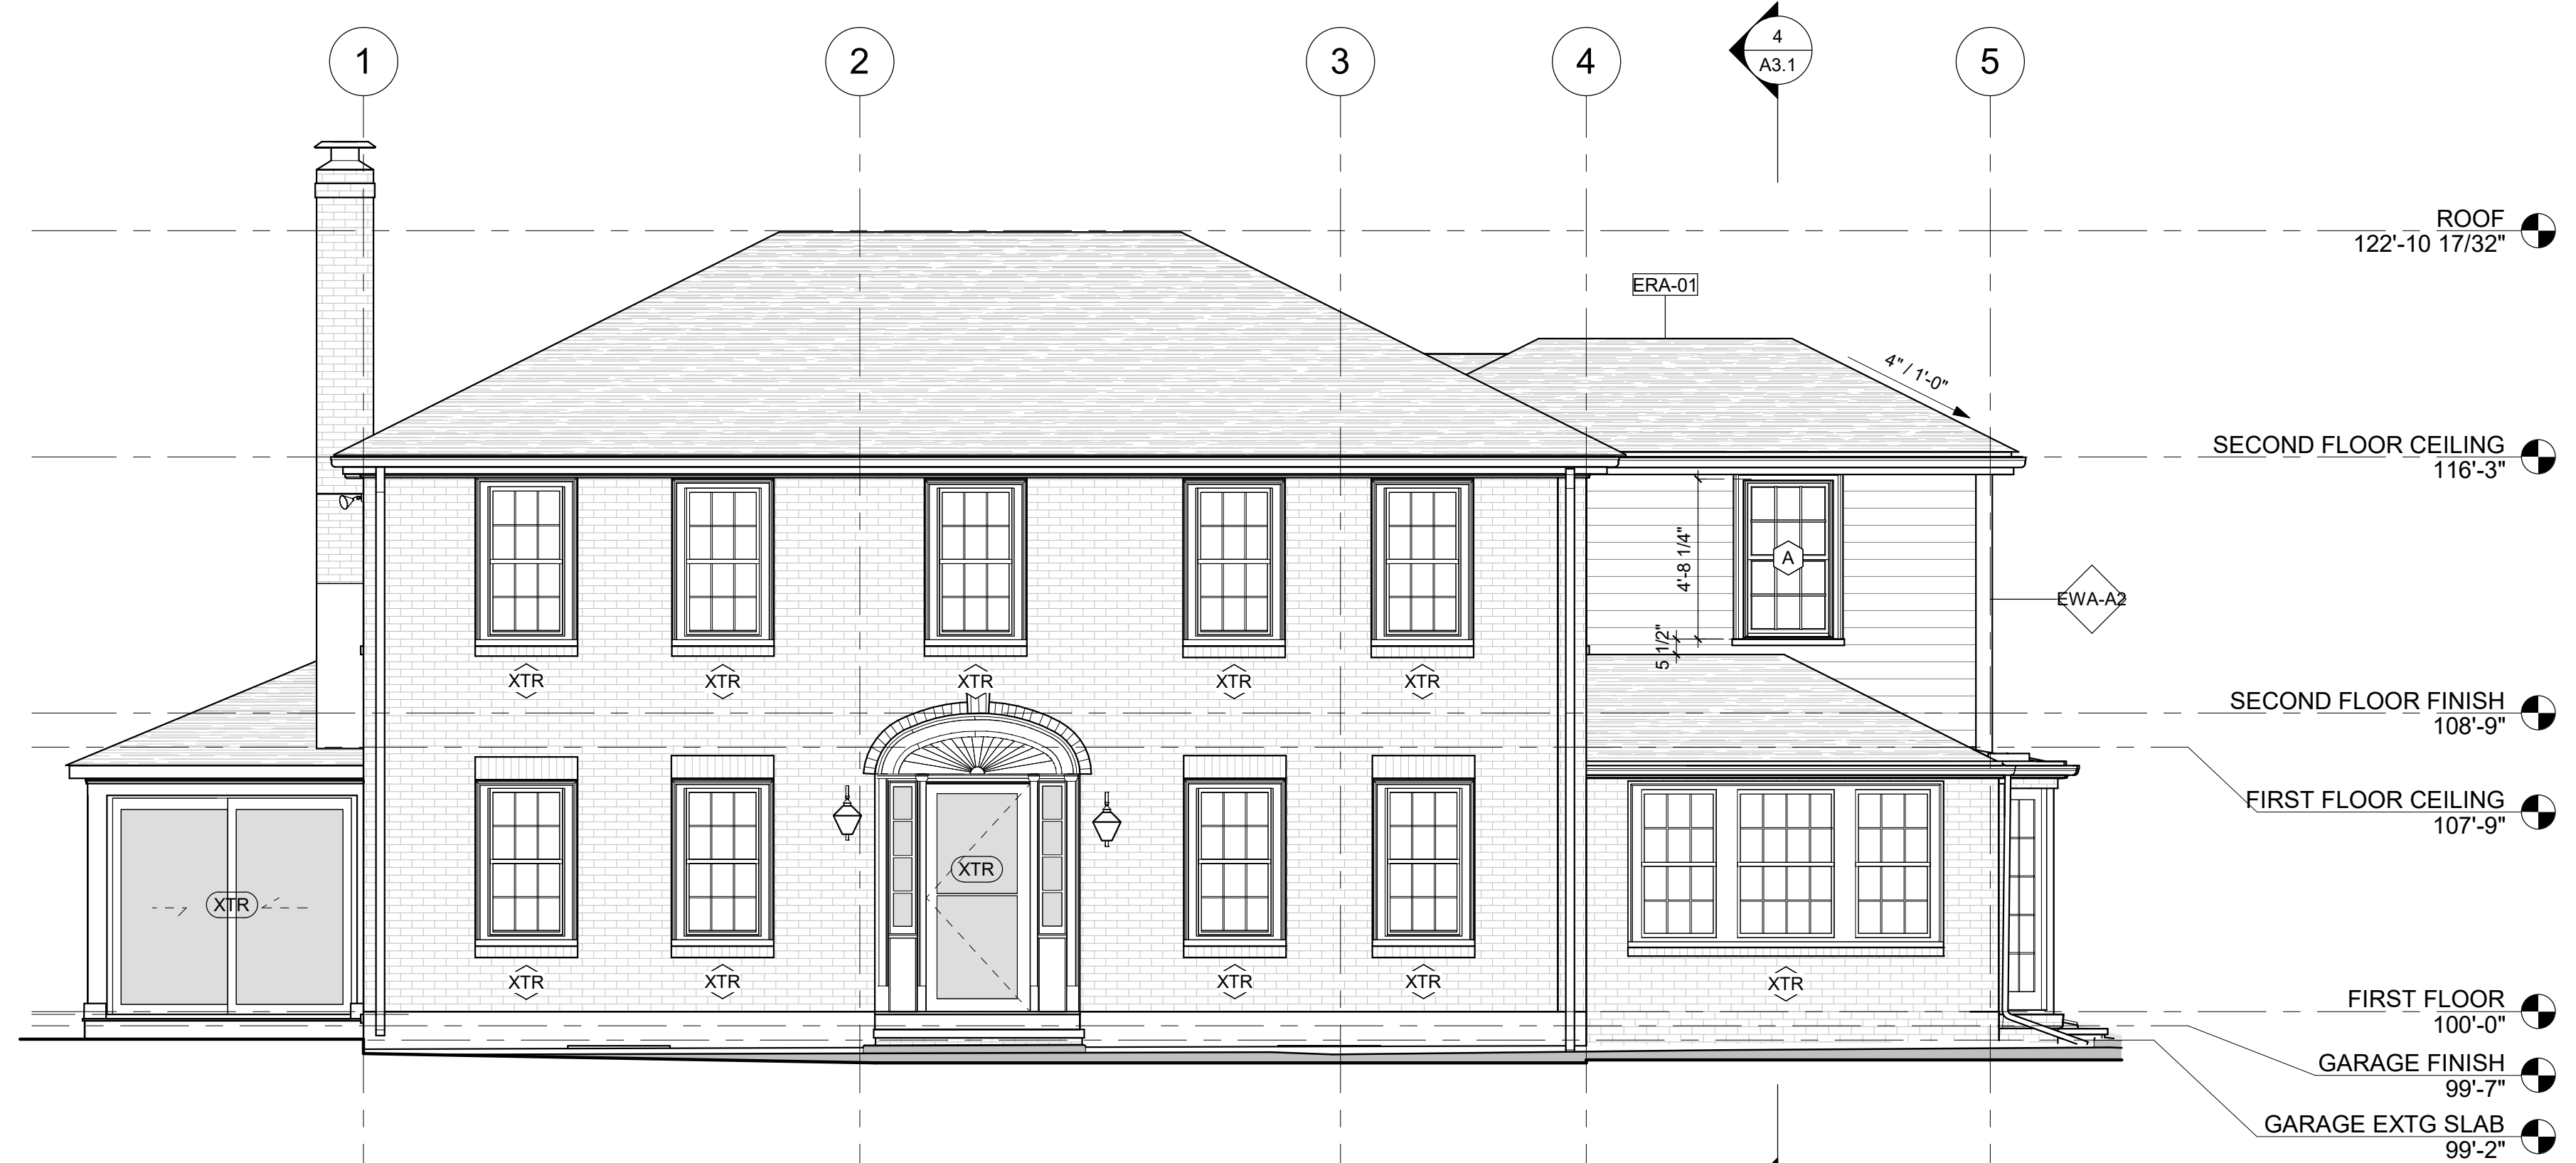 1
2
3
4
4
A3.1
5
ROOF
122'-10 17/32"
ERA-01
4" / 1'-0"
SECOND FLOOR CEILING
116'-3"
4'-8 1/4"
A
EWA-A2
5 1/2"
XTR
XTR
XTR
XTR
XTR
SECOND FLOOR FINISH
108'-9"
FIRST FLOOR CEILING
107'-9"
XTR
XTR
XTR
XTR
XTR
XTR
XTR
FIRST FLOOR
100'-0"
GARAGE FINISH
99'-7"
GARAGE EXTG SLAB
99'-2"